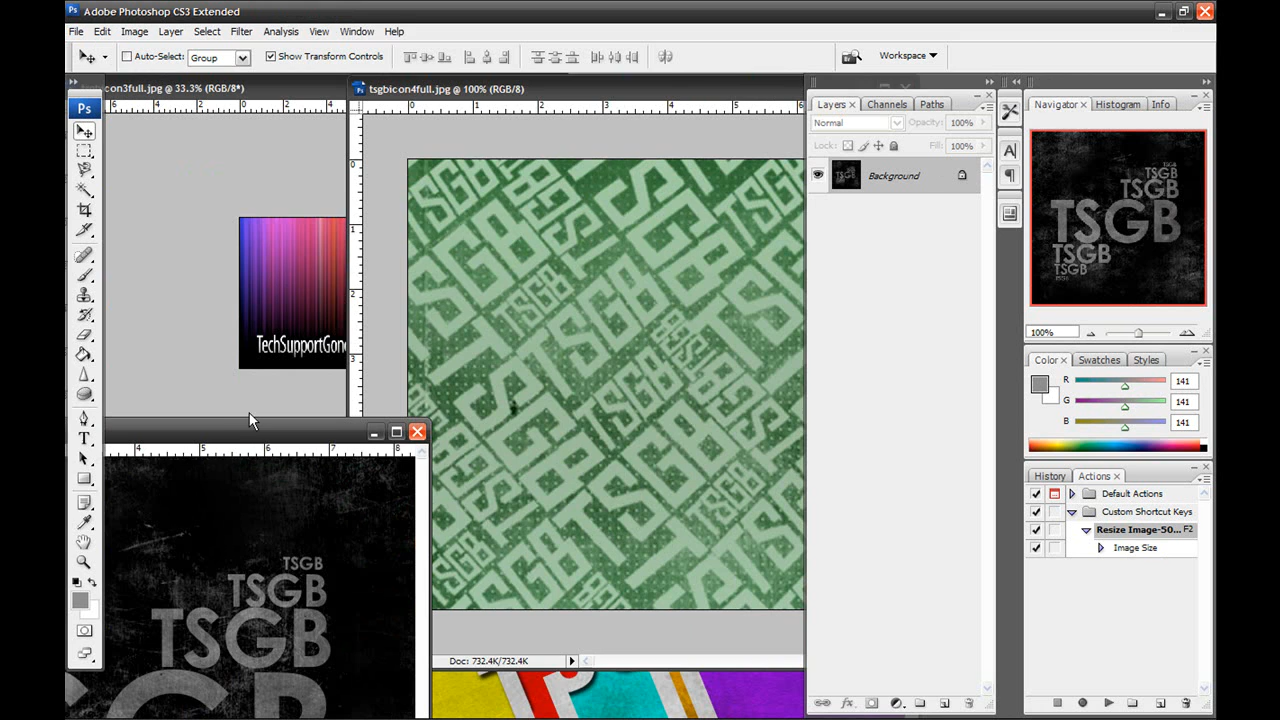 Adobe Photoshop CS3 Extended
File Edit Image Layer Select Filter Analysis View Window Help
Auto-Select: Group Show Transform Controls Workspace
con3full.jpg @ 33.3% (RGB/8*)
tsgbicon4full.jpg @ 100% (RGB/8)
Layers Channels Paths
Normal Opacity: 100%
Lock: Fill: 100%
Background
Navigator Histogram Info
TSGB
TSGB
TSGB
TSGB
TSGB
100%
Color Swatches Styles
R 141
G 141
B 141
History Actions
Default Actions
Custom Shortcut Keys
Resize Image-50... F2
Image Size
TechSupportGon
TSGB
TSGB
TSGB
Doc: 732.4K/732.4K